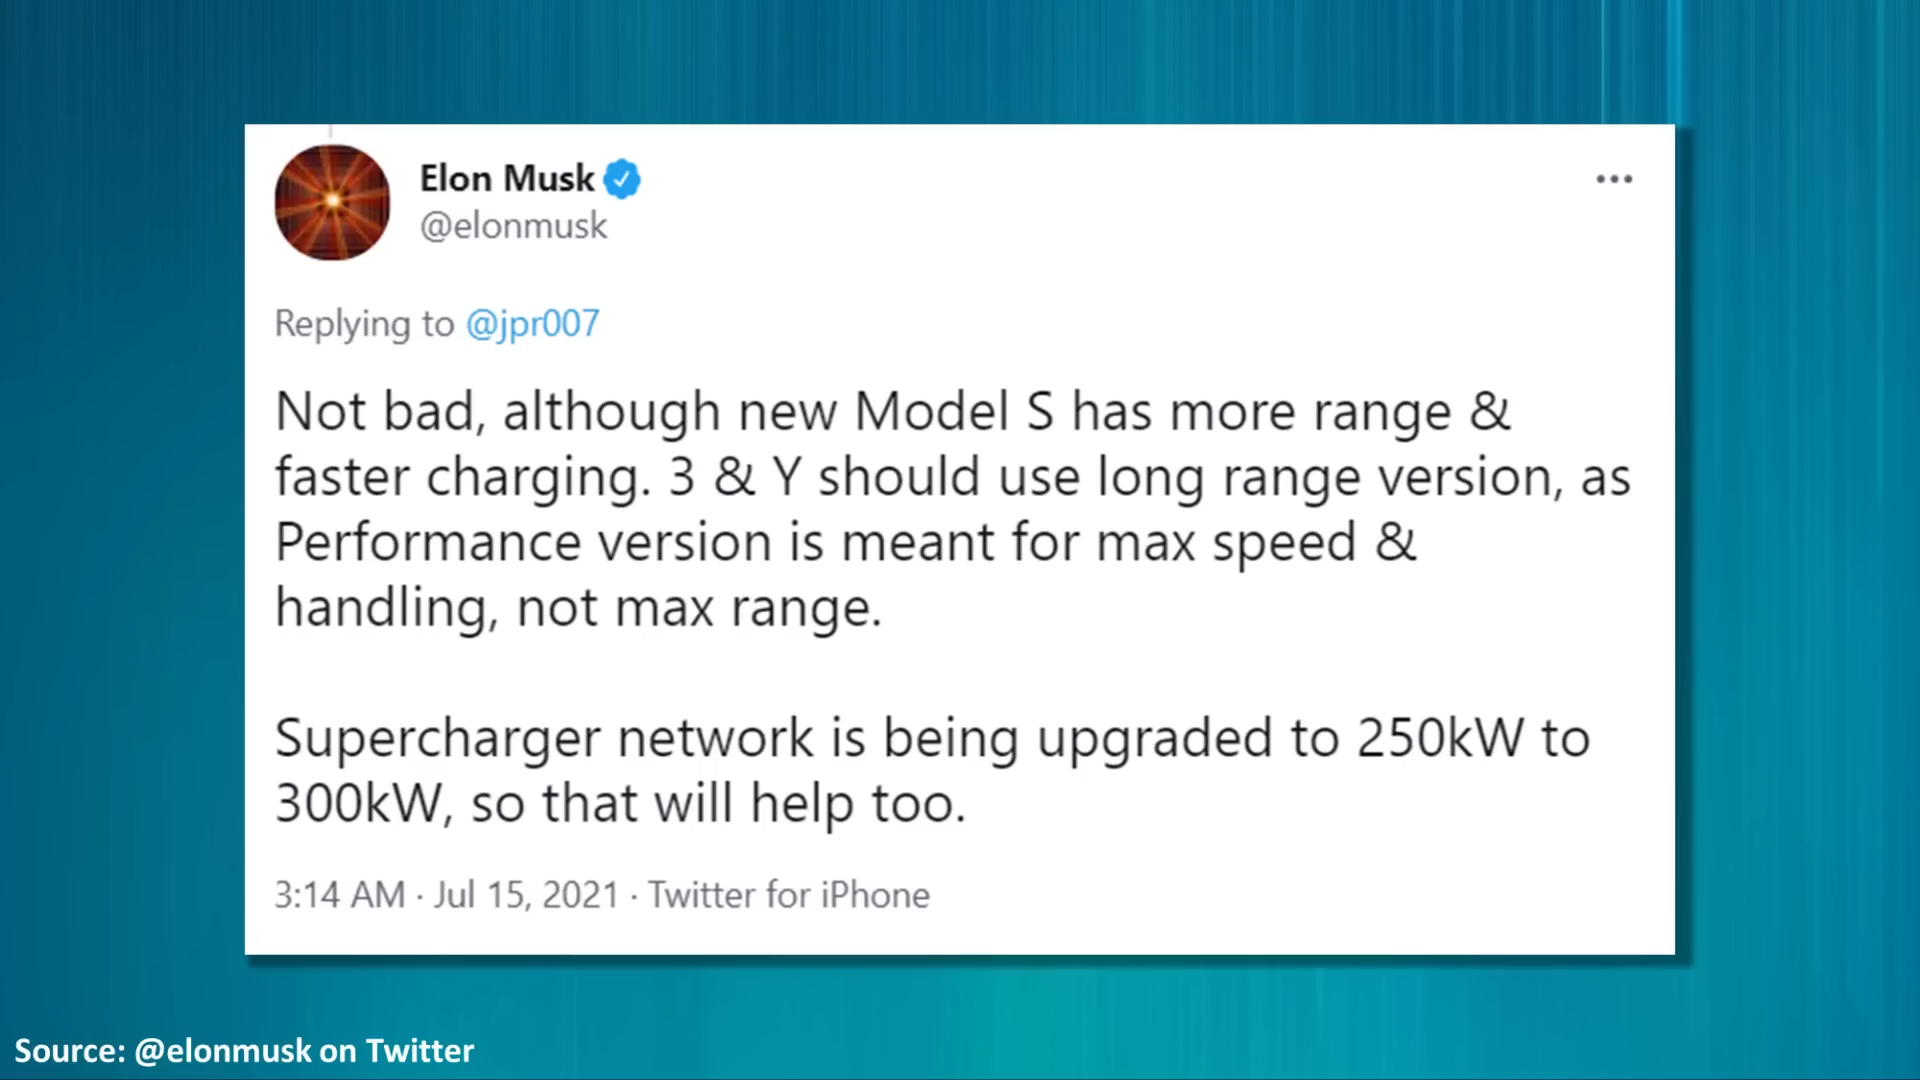 Elon Musk
@elonmusk
Replying to @jpr007
Not bad, although new Model S has more range &
faster charging. 3 & Y should use long range version, as
Performance version is meant for max speed &
handling, not max range.
Supercharger network is being upgraded to 250kW to
300kW, so that will help too.
3:14 AM · Jul 15, 2021 · Twitter for iPhone
Source: @elonmusk on Twitter